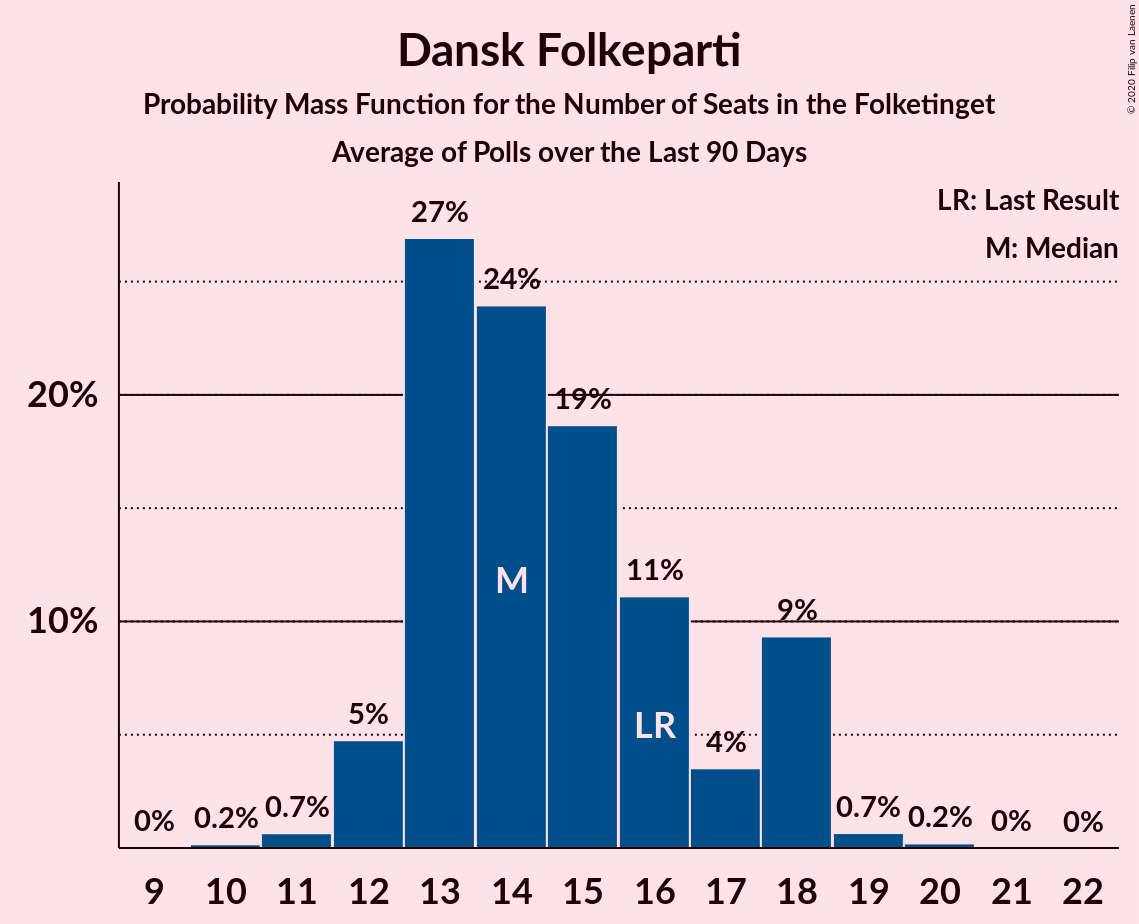 Dansk Folkeparti
Probability Mass Function for the Number of Seats in the Folketinget
Average of Polls over the Last 90 Days
© 2020 Filip van Laenen
LR: Last Result
M: Median
27%
24%
19%
11%
9%
5%
4%
0%
0.2%
0.7%
0.7%
0.2%
0%
0%
M
LR
20%
10%
9 10 11 12 13 14 15 16 17 18 19 20 21 22